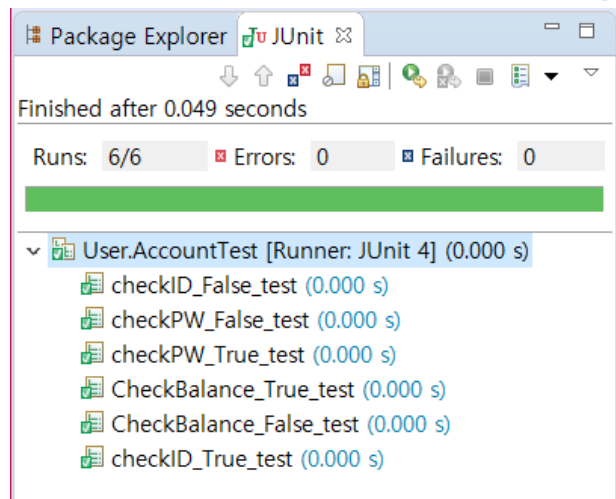 Package Explorer JUnit
Finished after 0.049 seconds
Runs: 6/6 Errors: 0 Failures: 0
User.AccountTest [Runner: JUnit 4] (0.000 s)
checkID_False_test (0.000 s)
checkPW_False_test (0.000 s)
checkPW_True_test (0.000 s)
CheckBalance_True_test (0.000 s)
CheckBalance_False_test (0.000 s)
checkID_True_test (0.000 s)